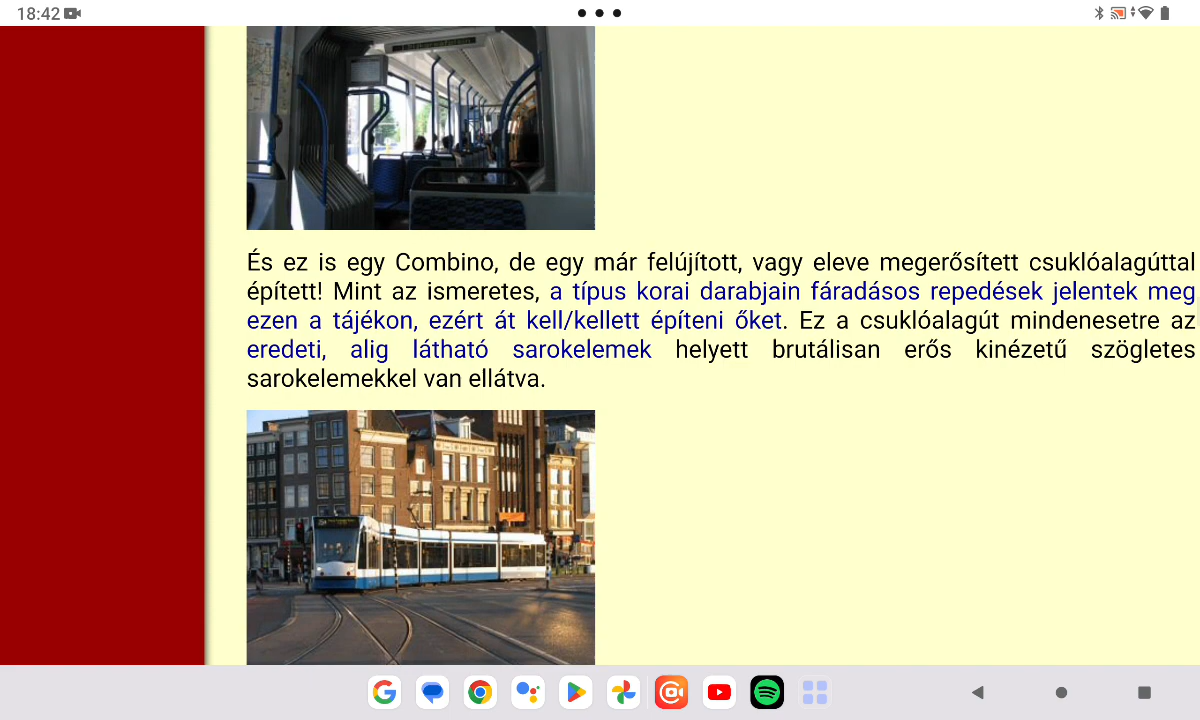 18:42
És ez is egy Combino, de egy már felújított, vagy eleve megerősített csuklóalagúttal
épített! Mint az ismeretes, a típus korai darabjain fáradásos repedések jelentek meg
ezen a tájékon, ezért át kell/kellett építeni őket. Ez a csuklóalagút mindenesetre az
eredeti, alig látható sarokelemek helyett brutálisan erős kinézetű szögletes
sarokelemekkel van ellátva.